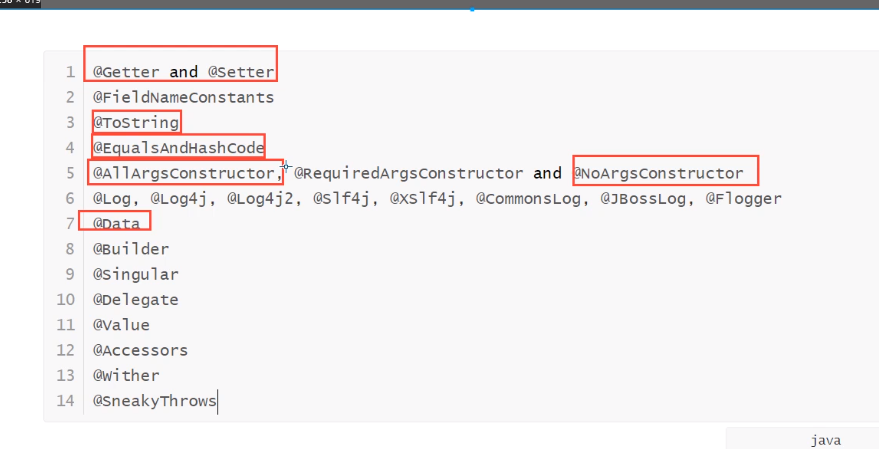 1 @Getter and @Setter
2 @FieldNameConstants
3 @ToString
4 @EqualsAndHashCode
5 @AllArgsConstructor, @RequiredArgsConstructor and @NoArgsConstructor
6 @Log, @Log4j, @Log4j2, @Slf4j, @XSlf4j, @CommonsLog, @JBossLog, @Flogger
7 @Data
8 @Builder
9 @Singular
10 @Delegate
11 @Value
12 @Accessors
13 @Wither
14 @SneakyThrows
java